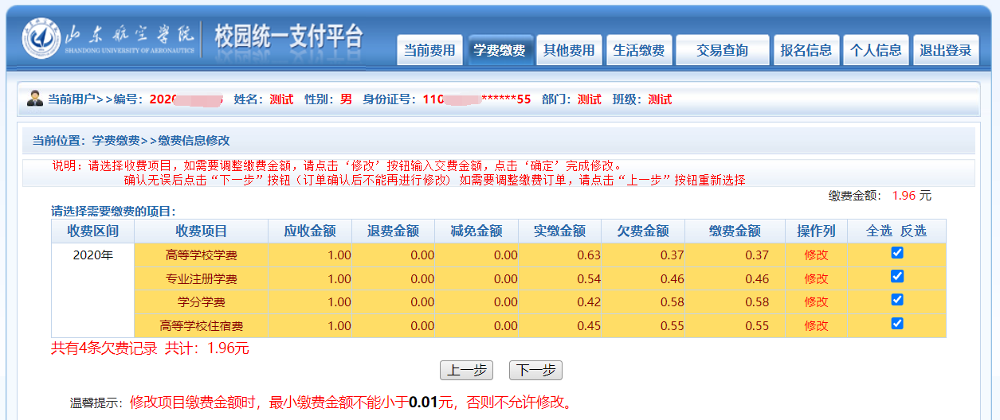 山东航空学院
SHANDONG UNIVERSITY OF AERONAUTICS
校园统一支付平台
当前费用 学费缴费 其他费用 生活缴费 交易查询 报名信息 个人信息 退出登录
当前用户>>编号：2020 姓名：测试 性别：男 身份证号：110******55 部门：测试 班级：测试
当前位置：学费缴费>>缴费信息修改
说明：请选择收费项目，如需要调整缴费金额，请点击‘修改’按钮输入交费金额，点击‘确定’完成修改。
确认无误后点击“下一步”按钮（订单确认后不能再进行修改）如需要调整缴费订单，请点击“上一步”按钮重新选择
缴费金额： 1.96 元
请选择需要缴费的项目：
收费区间 收费项目 应收金额 退费金额 减免金额 实缴金额 欠费金额 缴费金额 操作列 全选 反选
2020年 高等学校学费 1.00 0.00 0.00 0.63 0.37 0.37 修改
专业注册学费 1.00 0.00 0.00 0.54 0.46 0.46 修改
学分学费 1.00 0.00 0.00 0.42 0.58 0.58 修改
高等学校住宿费 1.00 0.00 0.00 0.45 0.55 0.55 修改
共有4条欠费记录 共计：1.96元
上一步 下一步
温馨提示：修改项目缴费金额时，最小缴费金额不能小于0.01元，否则不允许修改。